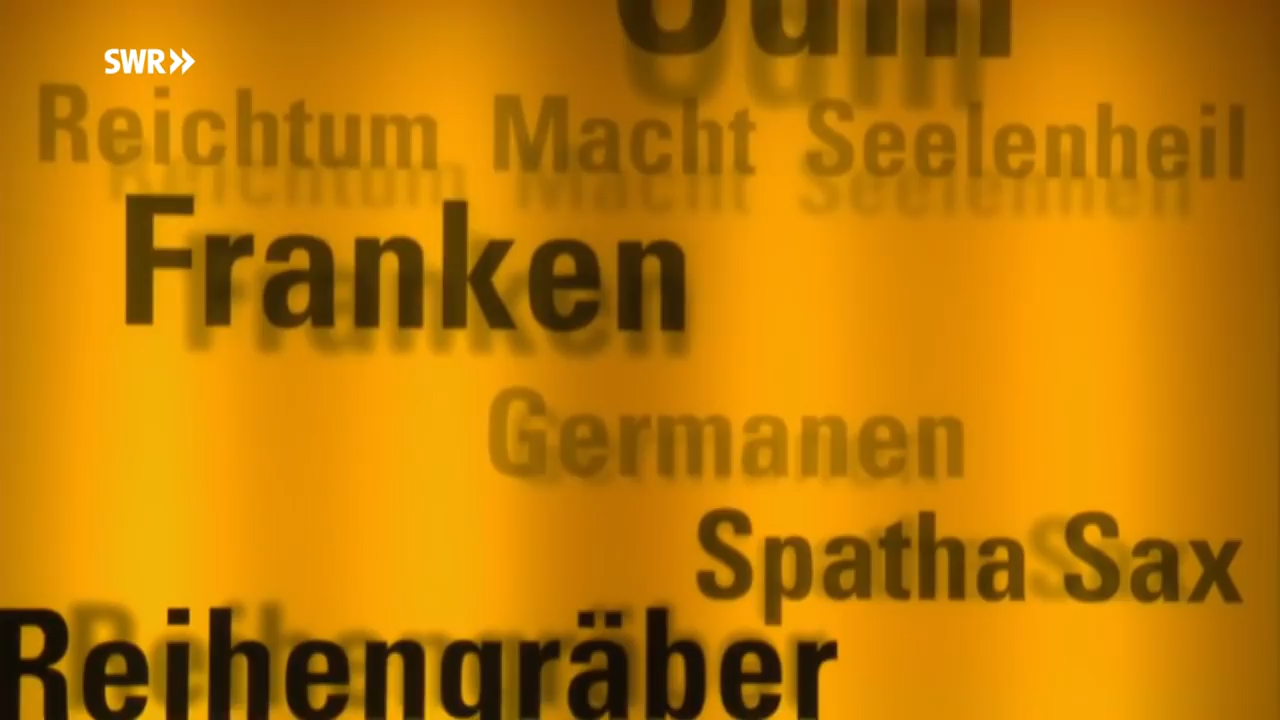 SWR
Reichtum Macht Seelenheil
Franken
Germanen
Spatha Sax
Reihengräber